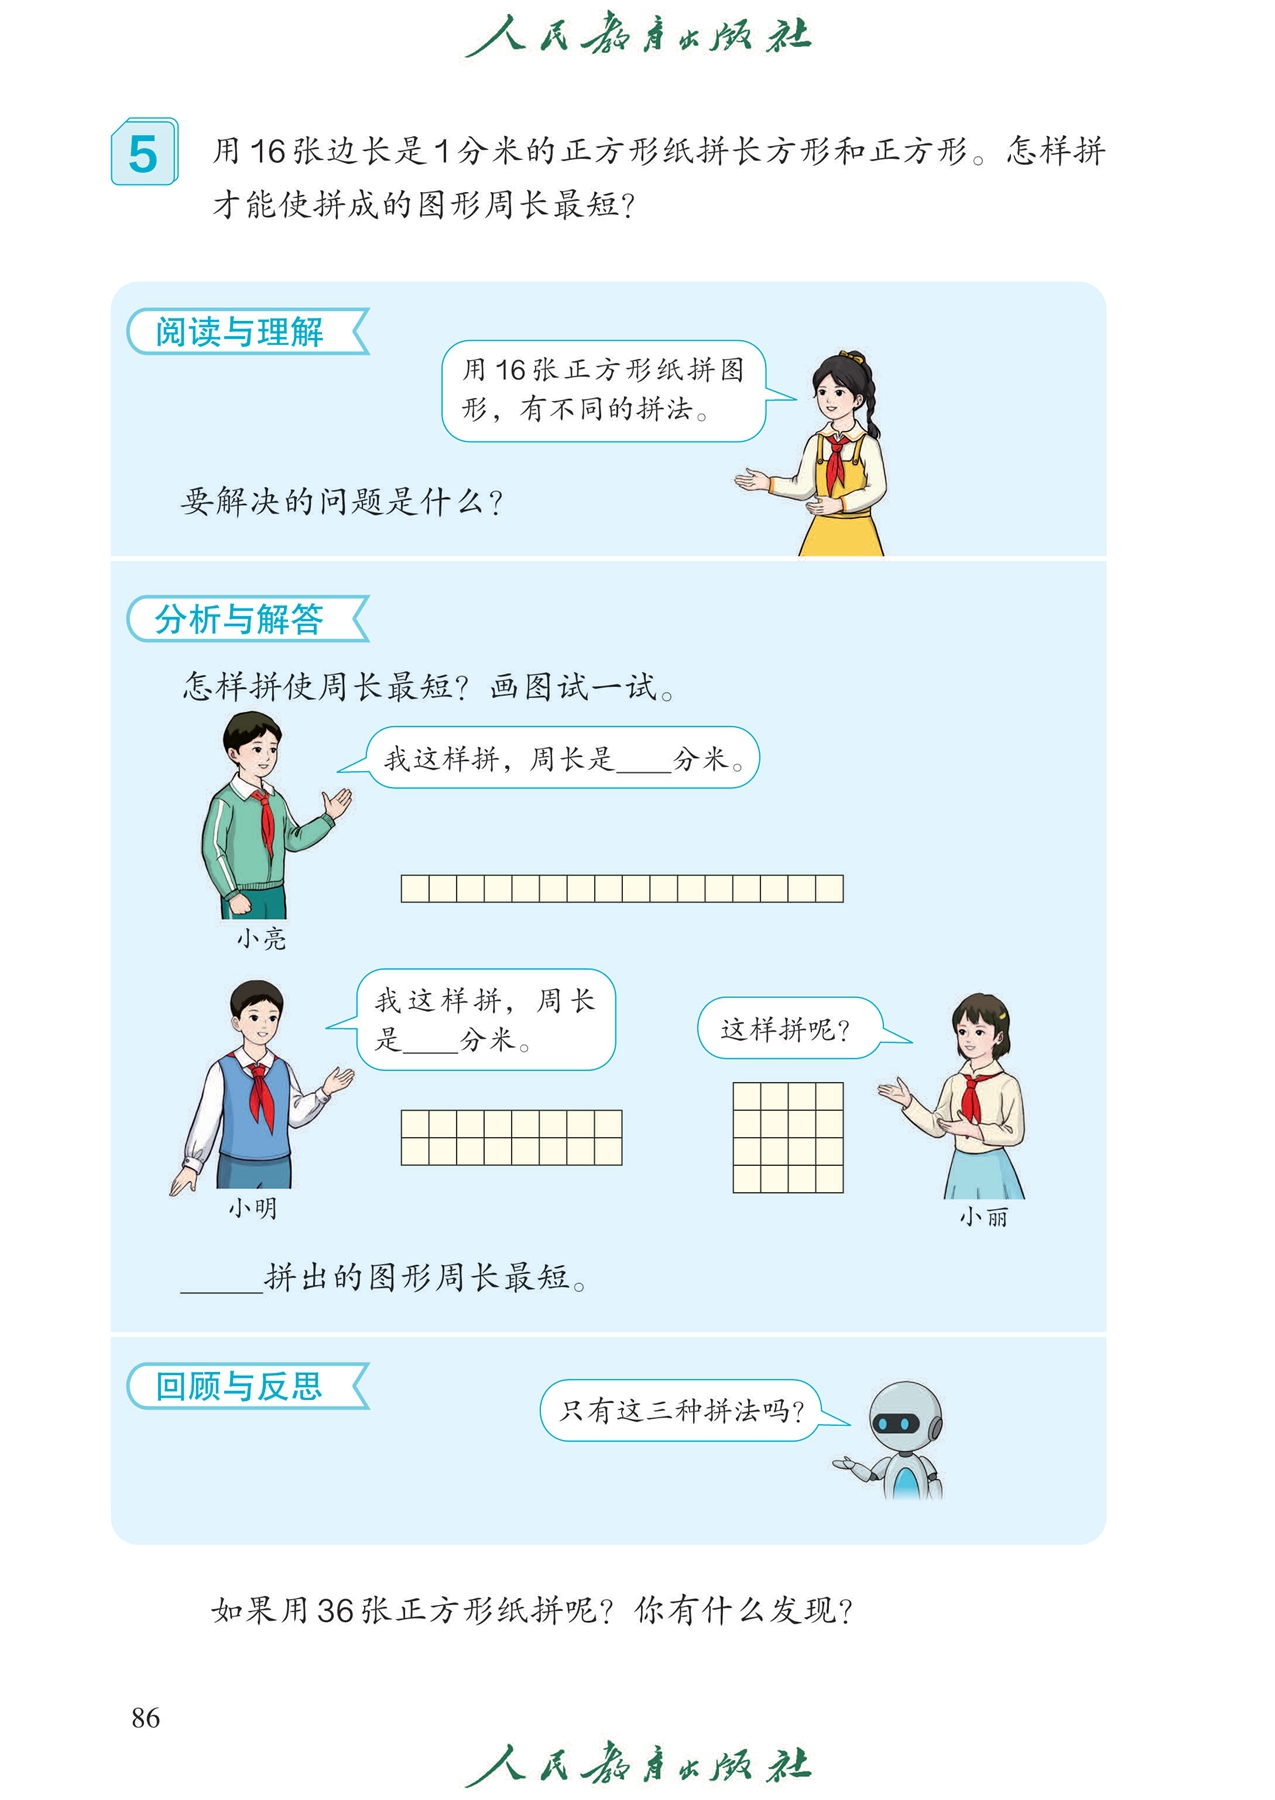 人民教育出版社
5
用16张边长是1分米的正方形纸拼长方形和正方形。怎样拼
才能使拼成的图形周长最短？
阅读与理解
用16张正方形纸拼图
形，有不同的拼法。
要解决的问题是什么？
分析与解答
怎样拼使周长最短？画图试一试。
我这样拼，周长是____分米。
小亮
我这样拼，周长
是____分米。
这样拼呢？
小明
小丽
______拼出的图形周长最短。
回顾与反思
只有这三种拼法吗？
如果用36张正方形纸拼呢？你有什么发现？
86
人民教育出版社